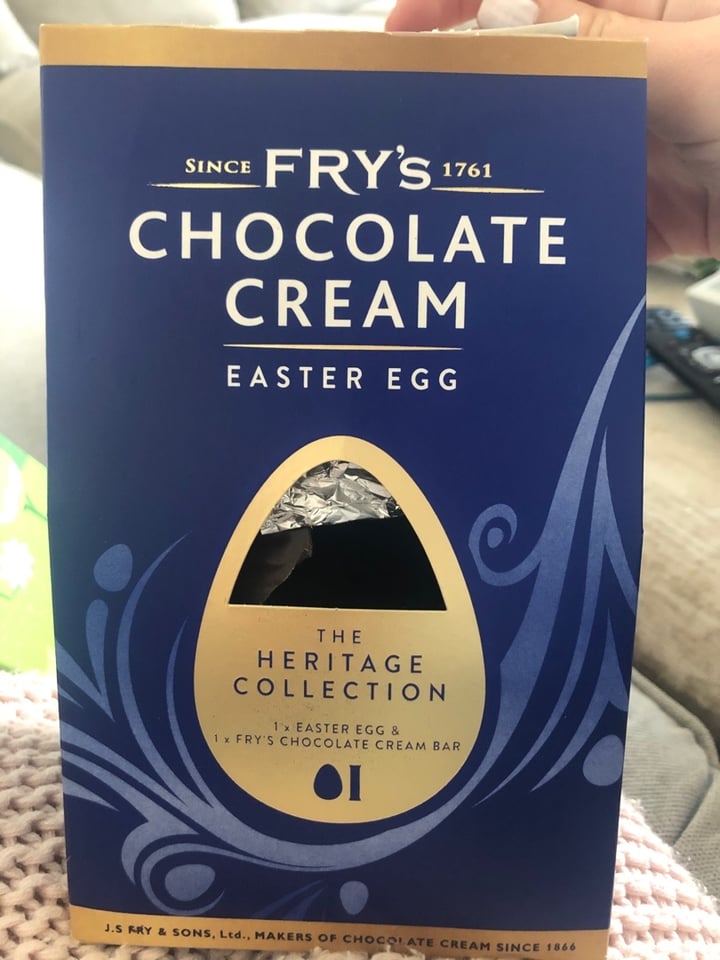 SINCE FRY'S 1761
CHOCOLATE
CREAM
EASTER EGG
THE
HERITAGE
COLLECTION
1 x EASTER EGG &
1 x FRY'S CHOCOLATE CREAM BAR
J.S FRY & SONS, Ltd., MAKERS OF CHOCOLATE CREAM SINCE 1866